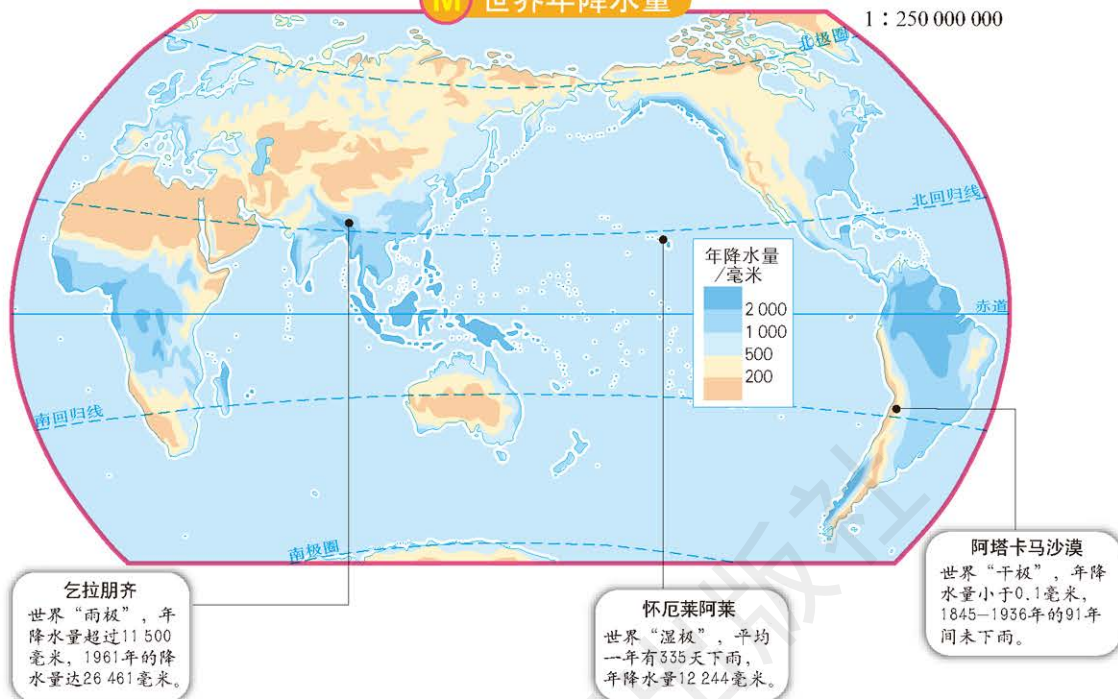 M 世界年降水量
1：250 000 000
北极圈
北回归线
年降水量
/毫米
2 000
1 000
500
200
赤道
南回归线
南极圈
乞拉朋齐
世界“雨极”，年
降水量超过11 500
毫米，1961年的降
水量达26 461毫米。
怀厄莱阿莱
世界“湿极”，平均
一年有335天下雨，
年降水量12 244毫米。
阿塔卡马沙漠
世界“干极”，年降
水量小于0.1毫米，
1845—1936年的91年
间未下雨。
出版社